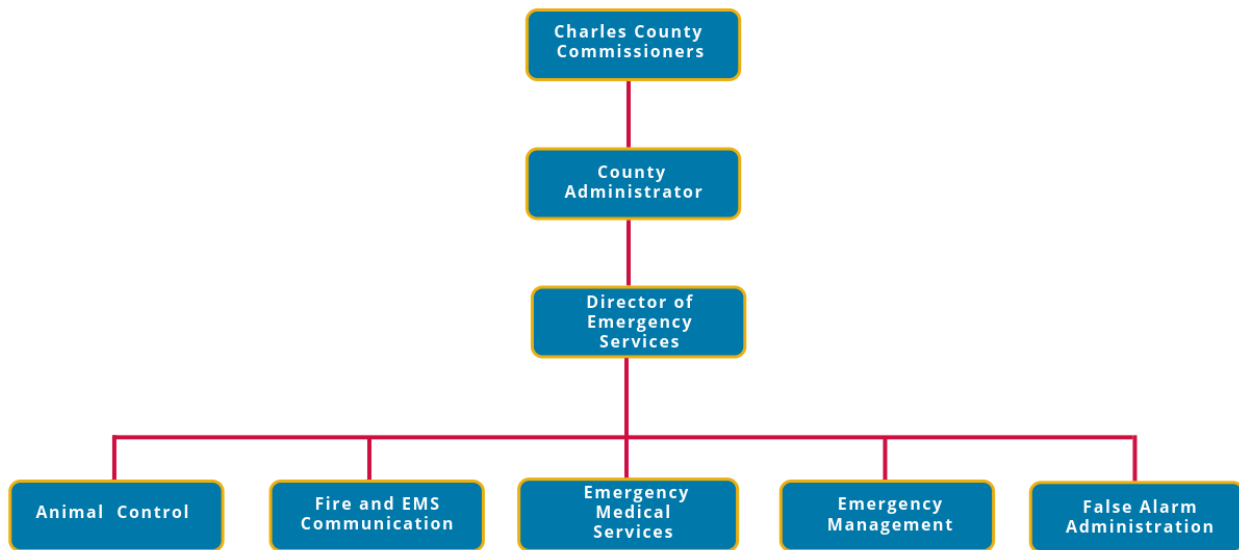 Charles County
Commissioners
County
Administrator
Director of
Emergency
Services
Animal Control
Fire and EMS
Communication
Emergency
Medical
Services
Emergency
Management
False Alarm
Administration